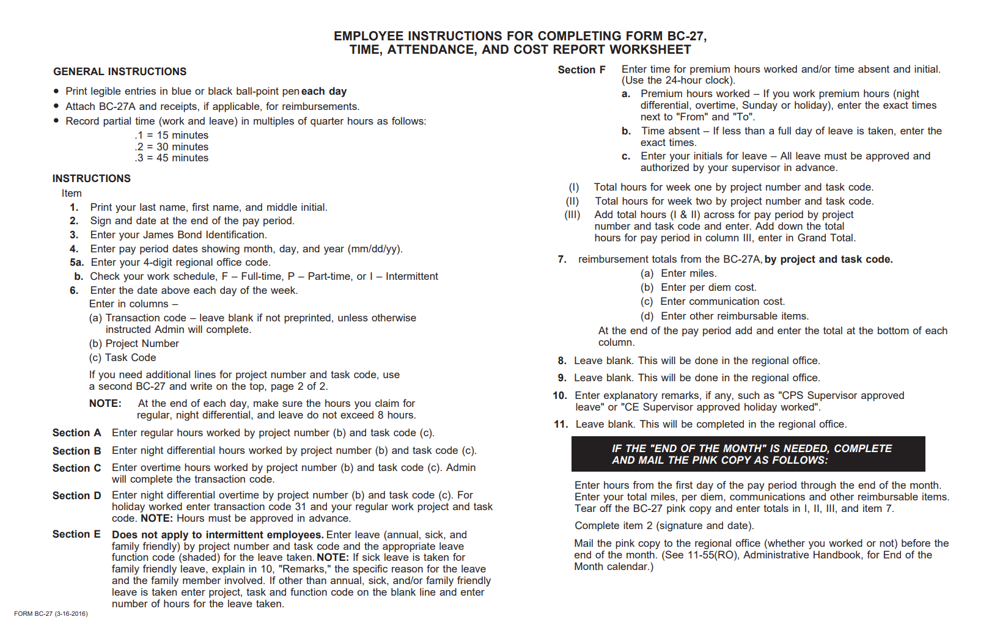 EMPLOYEE INSTRUCTIONS FOR COMPLETING FORM BC-27,
TIME, ATTENDANCE, AND COST REPORT WORKSHEET
GENERAL INSTRUCTIONS
• Print legible entries in blue or black ball-point pen each day
• Attach BC-27A and receipts, if applicable, for reimbursements.
• Record partial time (work and leave) in multiples of quarter hours as follows:
.1 = 15 minutes
.2 = 30 minutes
.3 = 45 minutes
INSTRUCTIONS
Item
1. Print your last name, first name, and middle initial.
2. Sign and date at the end of the pay period.
3. Enter your James Bond Identification.
4. Enter pay period dates showing month, day, and year (mm/dd/yy).
5a. Enter your 4-digit regional office code.
b. Check your work schedule, F – Full-time, P – Part-time, or I – Intermittent
6. Enter the date above each day of the week.
Enter in columns –
(a) Transaction code – leave blank if not preprinted, unless otherwise
instructed Admin will complete.
(b) Project Number
(c) Task Code
If you need additional lines for project number and task code, use
a second BC-27 and write on the top, page 2 of 2.
NOTE: At the end of each day, make sure the hours you claim for
regular, night differential, and leave do not exceed 8 hours.
Section A Enter regular hours worked by project number (b) and task code (c).
Section B Enter night differential hours worked by project number (b) and task code (c).
Section C Enter overtime hours worked by project number (b) and task code (c). Admin
will complete the transaction code.
Section D Enter night differential overtime by project number (b) and task code (c). For
holiday worked enter transaction code 31 and your regular work project and task
code. NOTE: Hours must be approved in advance.
Section E Does not apply to intermittent employees. Enter leave (annual, sick, and
family friendly) by project number and task code and the appropriate leave
function code (shaded) for the leave taken. NOTE: If sick leave is taken for
family friendly leave, explain in 10, "Remarks," the specific reason for the leave
and the family member involved. If other than annual, sick, and/or family friendly
leave is taken enter project, task and function code on the blank line and enter
number of hours for the leave taken.
FORM BC-27 (3-16-2016)
Section F Enter time for premium hours worked and/or time absent and initial.
(Use the 24-hour clock).
a. Premium hours worked – If you work premium hours (night
differential, overtime, Sunday or holiday), enter the exact times
next to "From" and "To".
b. Time absent – If less than a full day of leave is taken, enter the
exact times.
c. Enter your initials for leave – All leave must be approved and
authorized by your supervisor in advance.
(I) Total hours for week one by project number and task code.
(II) Total hours for week two by project number and task code.
(III) Add total hours (I & II) across for pay period by project
number and task code and enter. Add down the total
hours for pay period in column III, enter in Grand Total.
7. reimbursement totals from the BC-27A, by project and task code.
(a) Enter miles.
(b) Enter per diem cost.
(c) Enter communication cost.
(d) Enter other reimbursable items.
At the end of the pay period add and enter the total at the bottom of each
column.
8. Leave blank. This will be done in the regional office.
9. Leave blank. This will be done in the regional office.
10. Enter explanatory remarks, if any, such as "CPS Supervisor approved
leave" or "CE Supervisor approved holiday worked".
11. Leave blank. This will be completed in the regional office.
IF THE "END OF THE MONTH" IS NEEDED, COMPLETE
AND MAIL THE PINK COPY AS FOLLOWS:
Enter hours from the first day of the pay period through the end of the month.
Enter your total miles, per diem, communications and other reimbursable items.
Tear off the BC-27 pink copy and enter totals in I, II, III, and item 7.
Complete item 2 (signature and date).
Mail the pink copy to the regional office (whether you worked or not) before the
end of the month. (See 11-55(RO), Administrative Handbook, for End of the
Month calendar.)